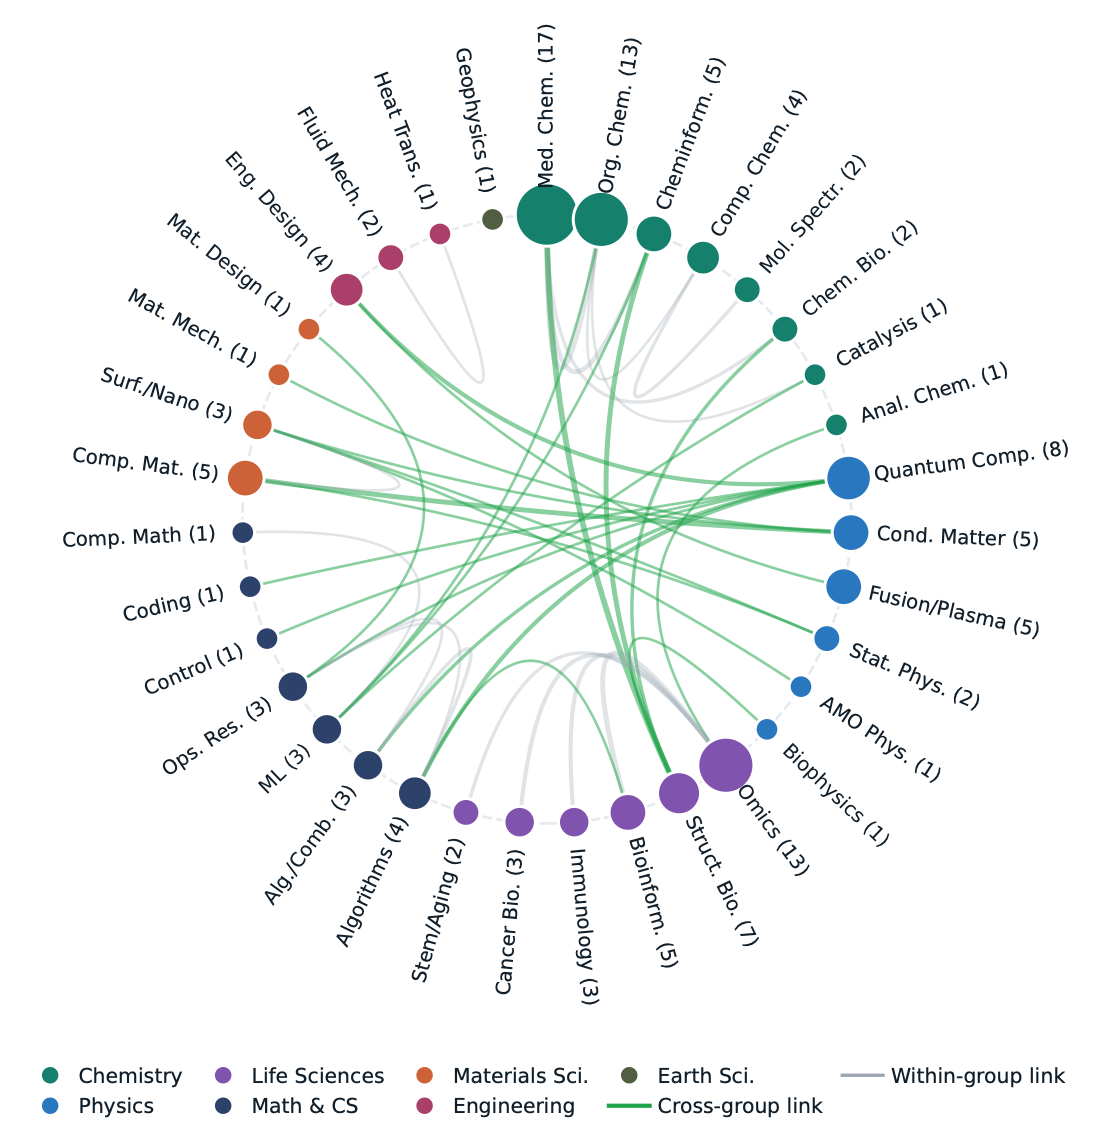 Med. Chem. (17)
Org. Chem. (13)
Cheminform. (5)
Comp. Chem. (4)
Mol. Spectr. (2)
Chem. Bio. (2)
Catalysis (1)
Anal. Chem. (1)
Quantum Comp. (8)
Cond. Matter (5)
Fusion/Plasma (5)
Stat. Phys. (2)
AMO Phys. (1)
Biophysics (1)
Omics (13)
Struct. Bio. (7)
Bioinform. (5)
Immunology (3)
Cancer Bio. (3)
Stem/Aging (2)
Algorithms (4)
Alg./Comb. (3)
ML (3)
Ops. Res. (3)
Control (1)
Coding (1)
Comp. Math (1)
Comp. Mat. (5)
Surf./Nano (3)
Mat. Mech. (1)
Mat. Design (1)
Eng. Design (4)
Fluid Mech. (2)
Heat Trans. (1)
Geophysics (1)
Chemistry
Life Sciences
Materials Sci.
Earth Sci.
Within-group link
Physics
Math & CS
Engineering
Cross-group link